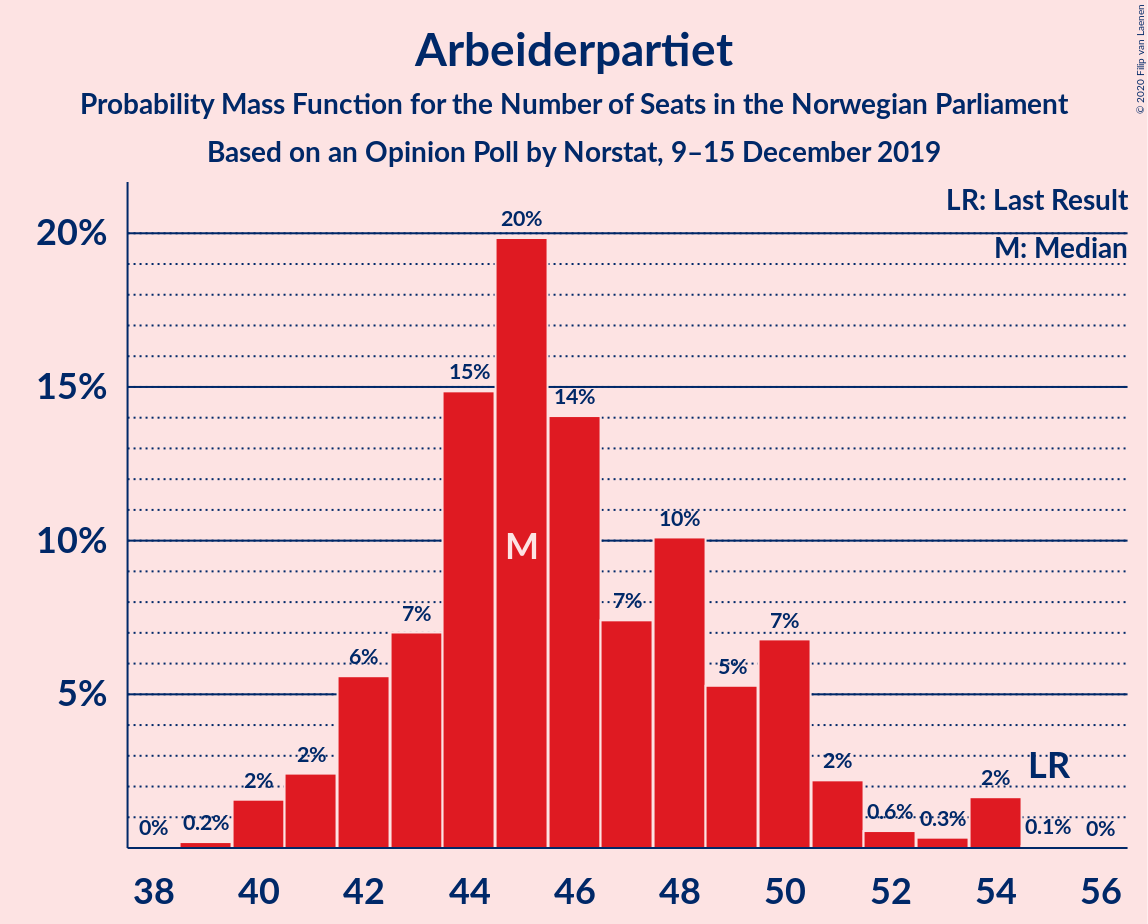 Arbeiderpartiet
Probability Mass Function for the Number of Seats in the Norwegian Parliament
Based on an Opinion Poll by Norstat, 9–15 December 2019
© 2020 Filip van Laenen
LR: Last Result
M: Median
20%
15%
10%
5%
0%
0.2%
2%
2%
6%
7%
15%
20%
14%
7%
10%
5%
7%
2%
0.6%
0.3%
2%
0.1%
0%
M
LR
38 40 42 44 46 48 50 52 54 56